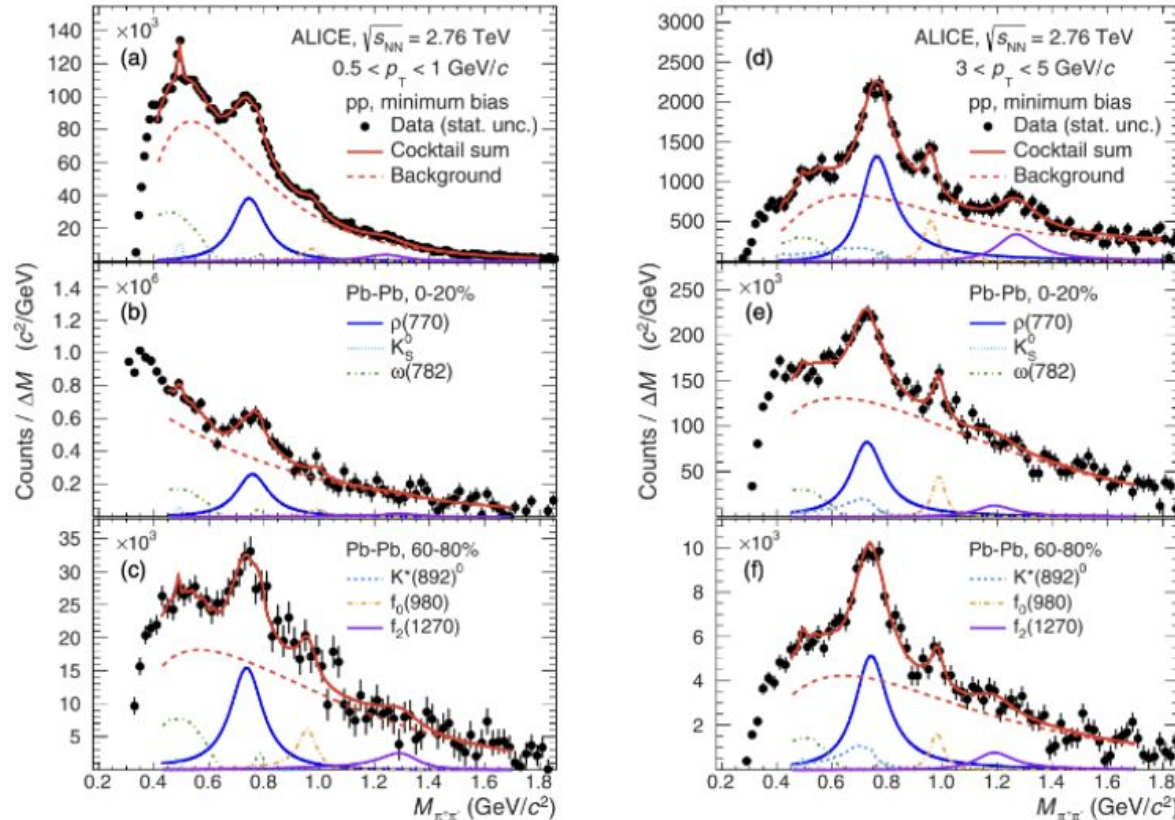 ×10³
140
120
100
80
60
40
20
(a)
ALICE, √sNN = 2.76 TeV
0.5 < pT < 1 GeV/c
pp, minimum bias
Data (stat. unc.)
Cocktail sum
Background
×10⁶
1.4
1.2
1.0
0.8
0.6
0.4
0.2
(b)
Pb-Pb, 0-20%
ρ(770)
K⁰S
ω(782)
Counts / ΔM (c²/GeV)
×10³
35
30
25
20
15
10
5
(c)
Pb-Pb, 60-80%
K*(892)⁰
f₀(980)
f₂(1270)
0.2 0.4 0.6 0.8 1.0 1.2 1.4 1.6 1.8
Mπ⁺π⁻ (GeV/c²)
3000
2500
2000
1500
1000
500
(d)
ALICE, √sNN = 2.76 TeV
3 < pT < 5 GeV/c
pp, minimum bias
Data (stat. unc.)
Cocktail sum
Background
×10³
250
200
150
100
50
(e)
Pb-Pb, 0-20%
ρ(770)
K⁰S
ω(782)
Counts / ΔM (c²/GeV)
×10³
10
8
6
4
2
(f)
Pb-Pb, 60-80%
K*(892)⁰
f₀(980)
f₂(1270)
0.2 0.4 0.6 0.8 1.0 1.2 1.4 1.6 1.8
Mπ⁺π⁻ (GeV/c²)